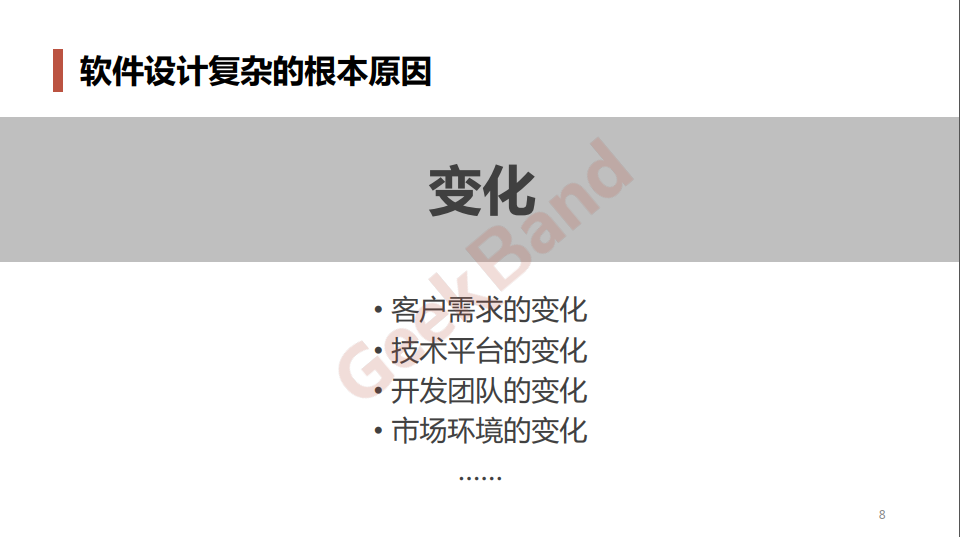 软件设计复杂的根本原因
变化
• 客户需求的变化
• 技术平台的变化
• 开发团队的变化
• 市场环境的变化
……
GeekBand
8